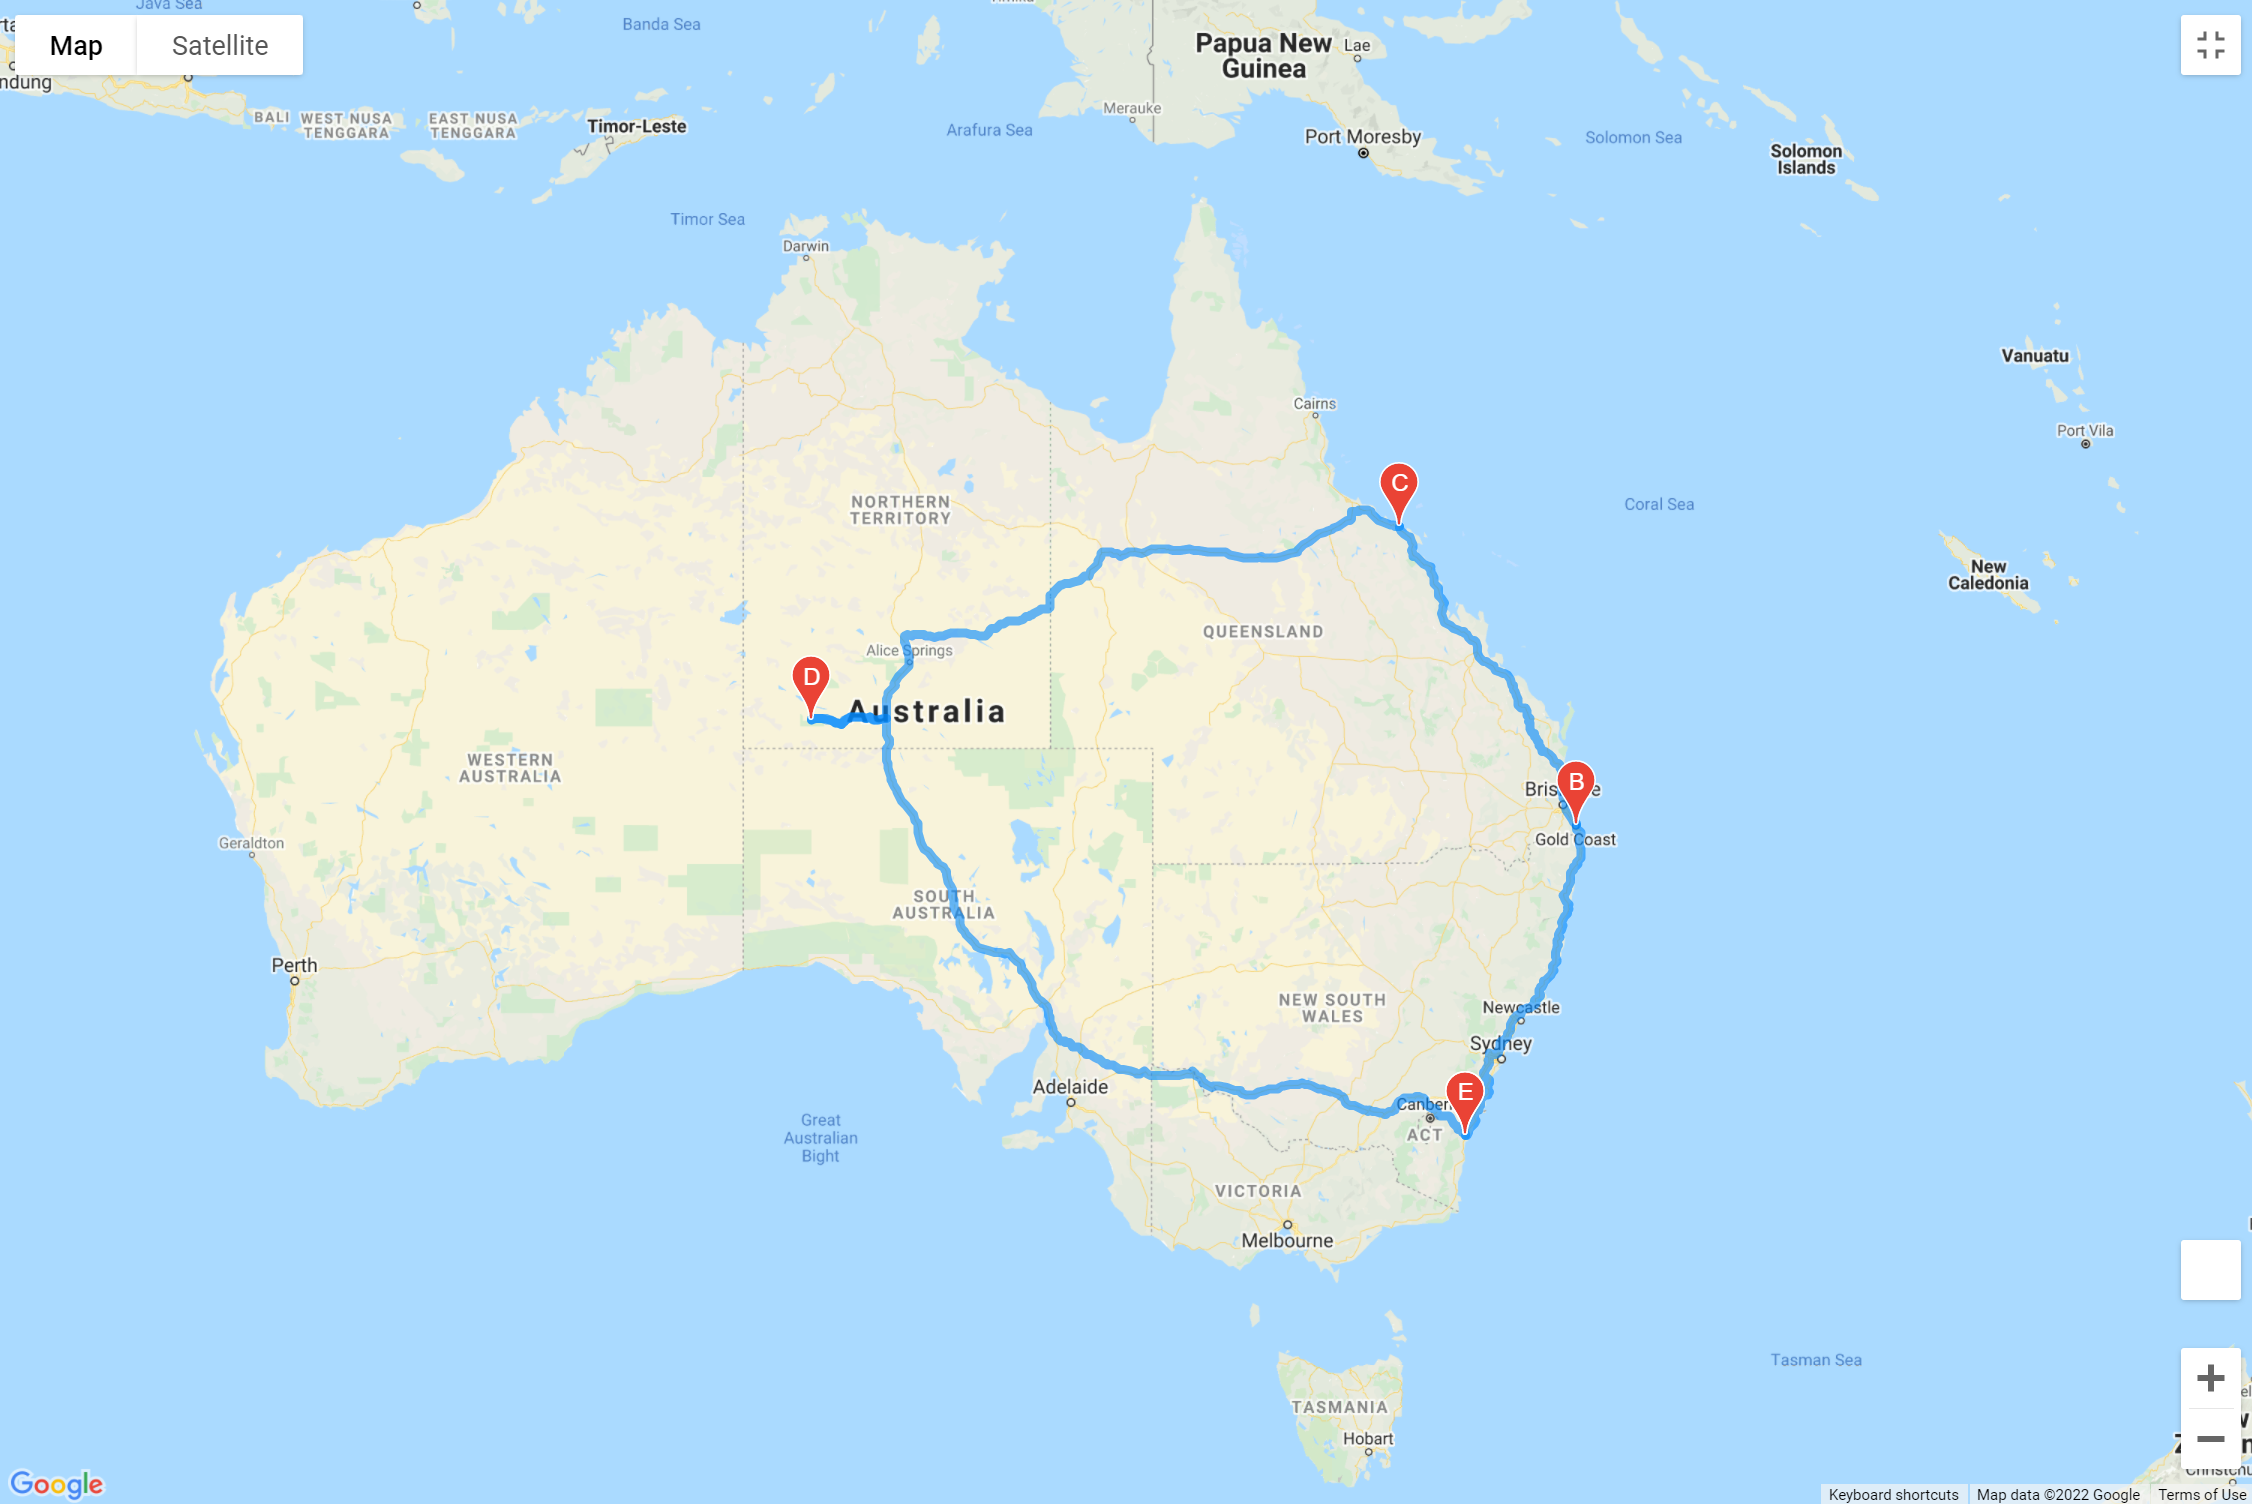 Java Sea
Banda Sea
Map
Satellite
Papua New
Guinea
Lae
ndung
BALI
WEST NUSA
TENGGARA
EAST NUSA
TENGGARA
Timor-Leste
Arafura Sea
Merauke
Port Moresby
Solomon Sea
Solomon
Islands
Timor Sea
Darwin
Vanuatu
Cairns
Port Vila
C
NORTHERN
TERRITORY
Coral Sea
New
Caledonia
QUEENSLAND
Alice Springs
D
Australia
WESTERN
AUSTRALIA
B
Gold Coast
Geraldton
SOUTH
AUSTRALIA
Perth
NEW SOUTH
WALES
Newcastle
Sydney
Adelaide
E
ACT
Great
Australian
Bight
VICTORIA
Melbourne
Tasman Sea
TASMANIA
Hobart
Google
Keyboard shortcuts
Map data ©2022 Google
Terms of Use